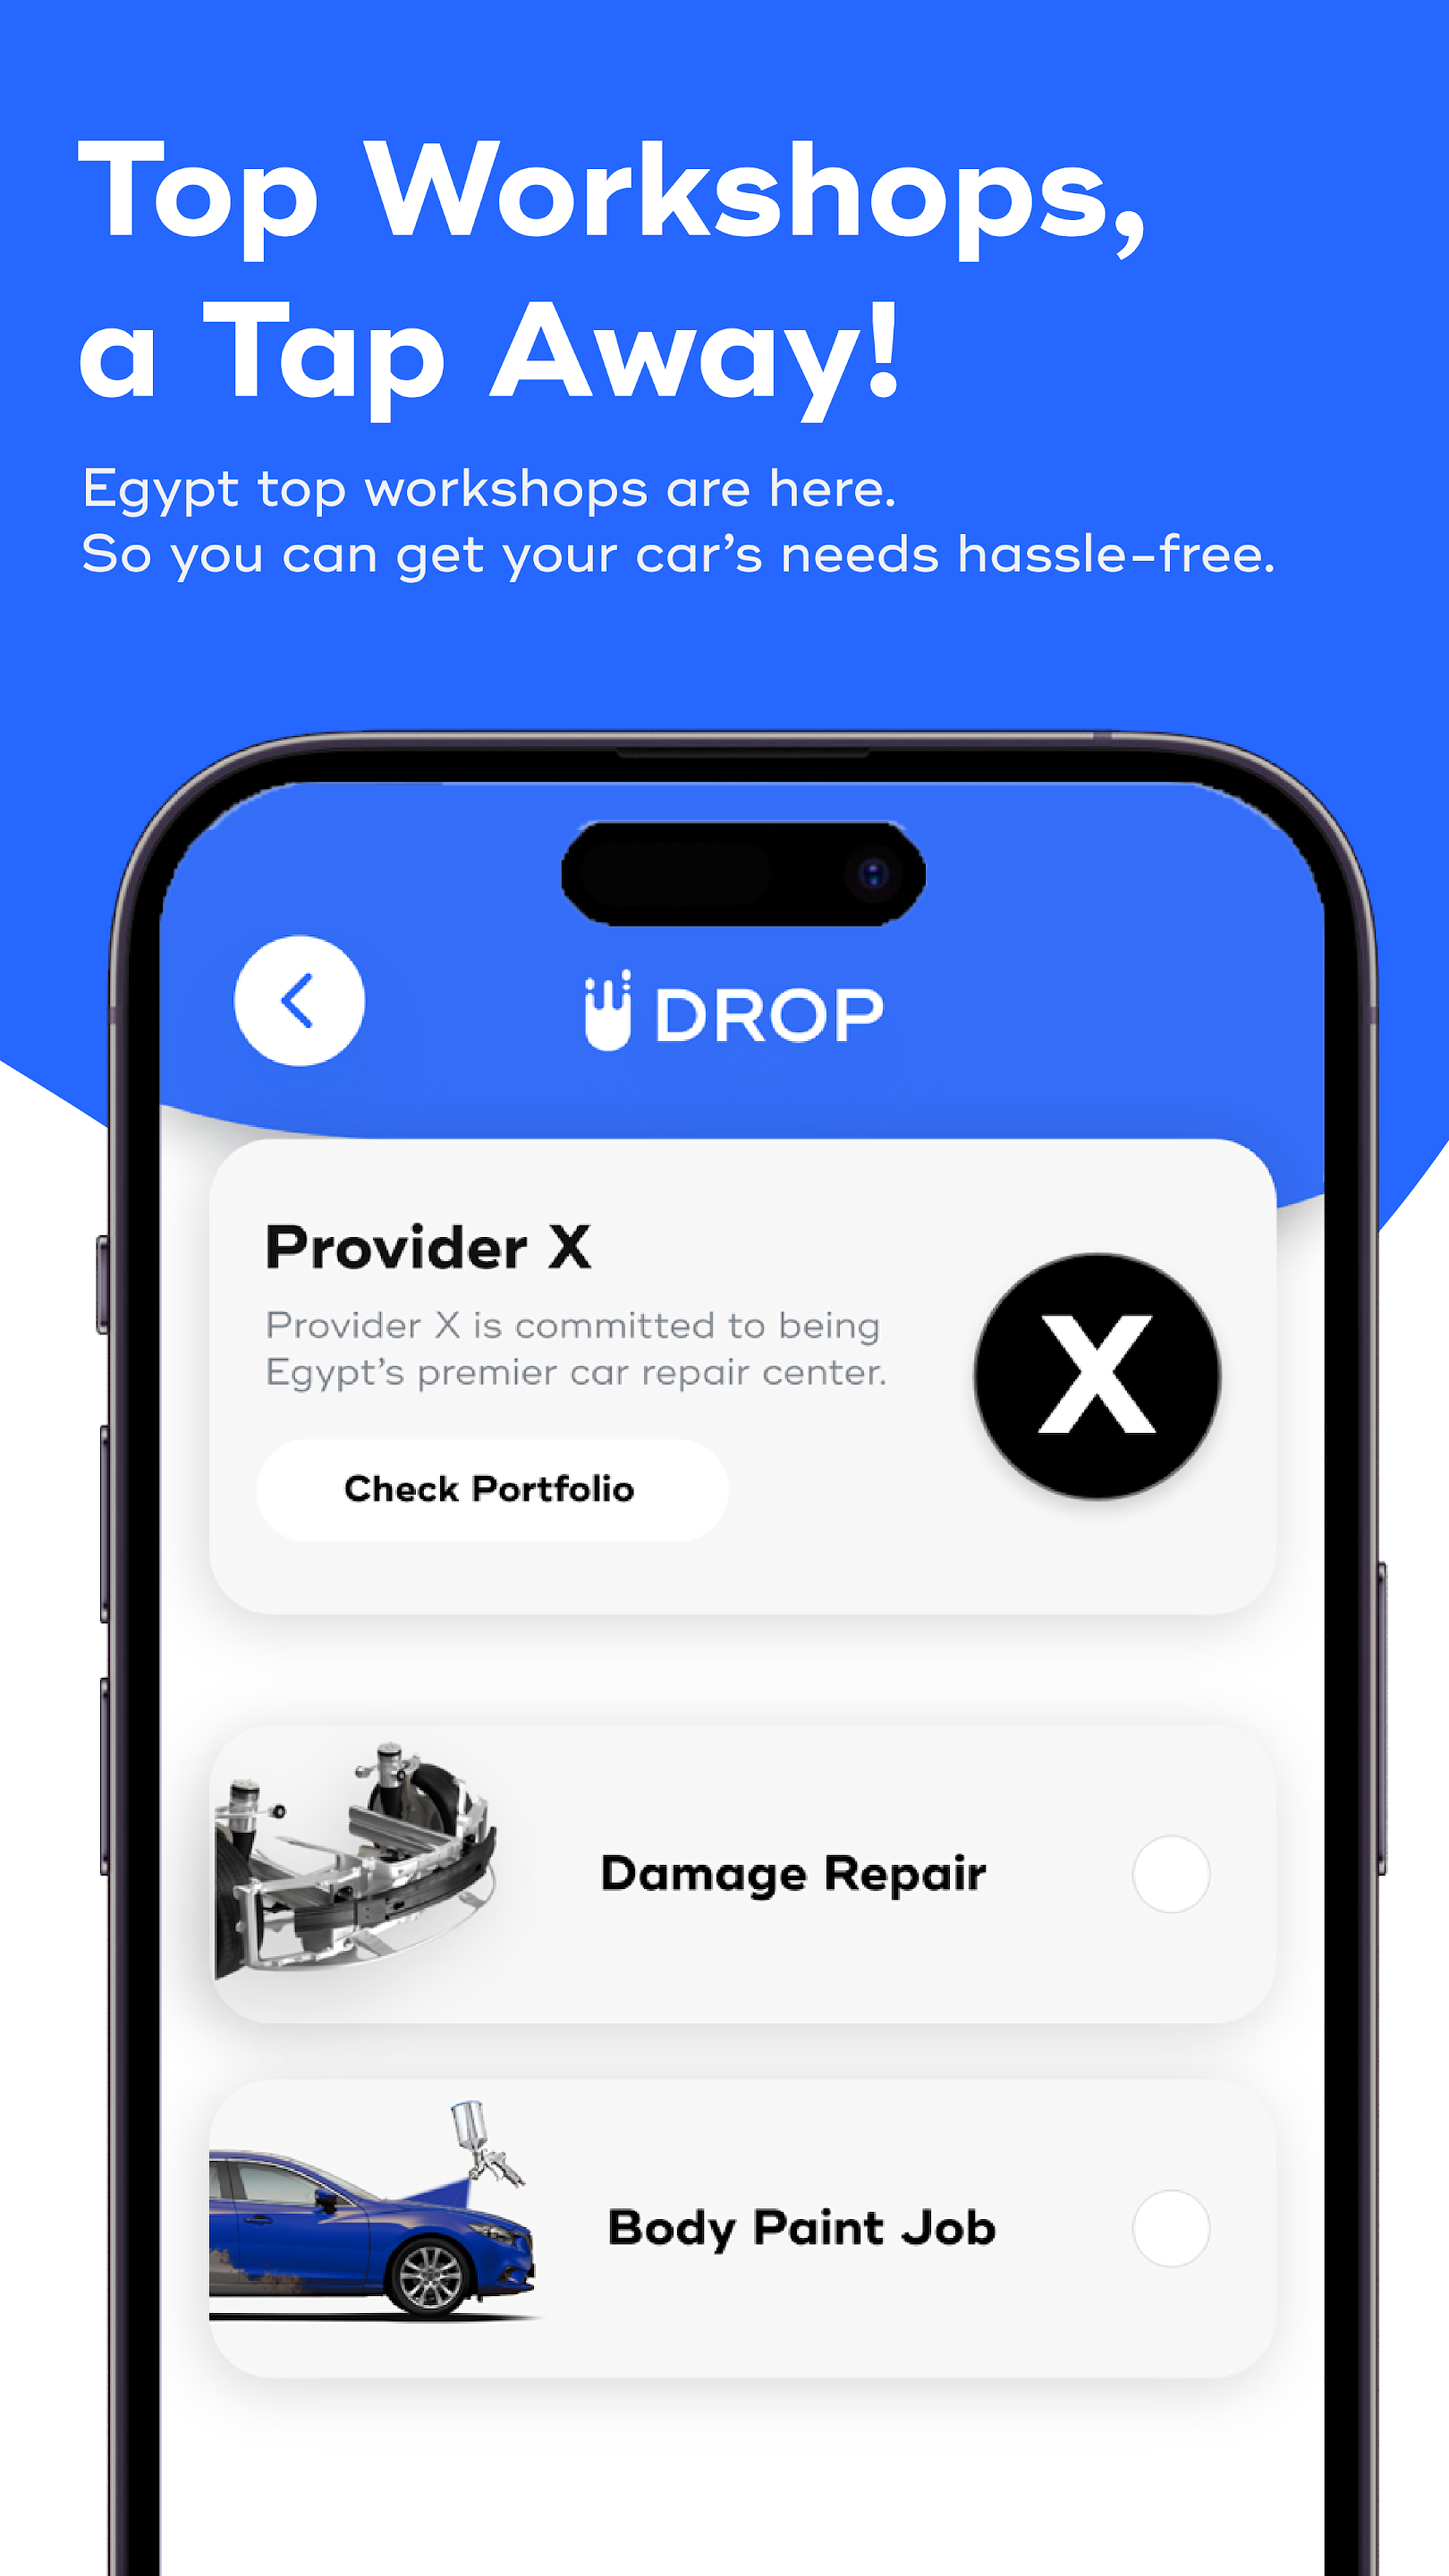 Top Workshops,
a Tap Away!
Egypt top workshops are here.
So you can get your car’s needs hassle-free.
DROP
Provider X
Provider X is committed to being
Egypt’s premier car repair center.
X
Check Portfolio
Damage Repair
Body Paint Job